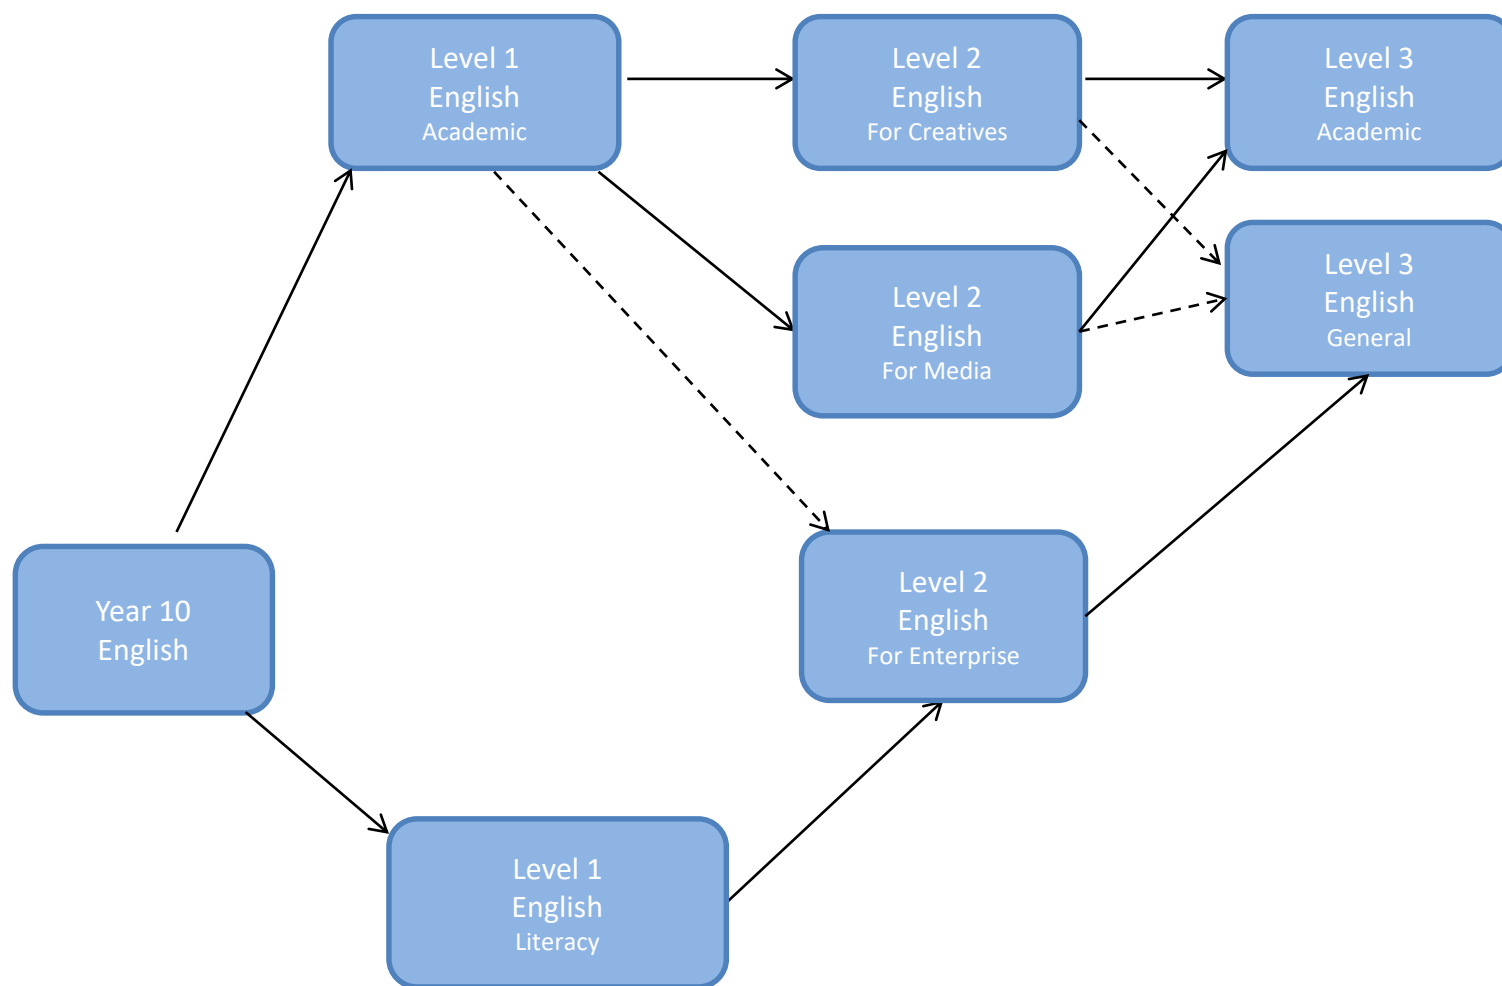 Level 1
English
Academic
Level 2
English
For Creatives
Level 3
English
Academic
Level 2
English
For Media
Level 3
English
General
Year 10
English
Level 2
English
For Enterprise
Level 1
English
Literacy